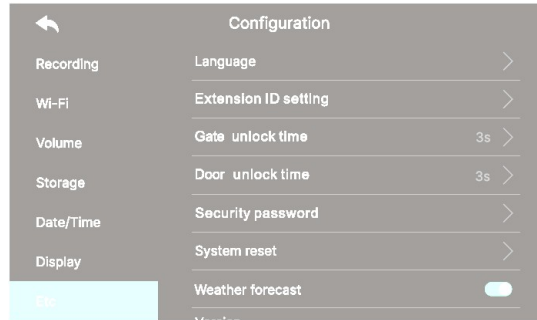 Configuration
Recording
Wi-Fi
Volume
Storage
Date/Time
Display
Etc
Language
Extension ID setting
Gate unlock time 3s
Door unlock time 3s
Security password
System reset
Weather forecast